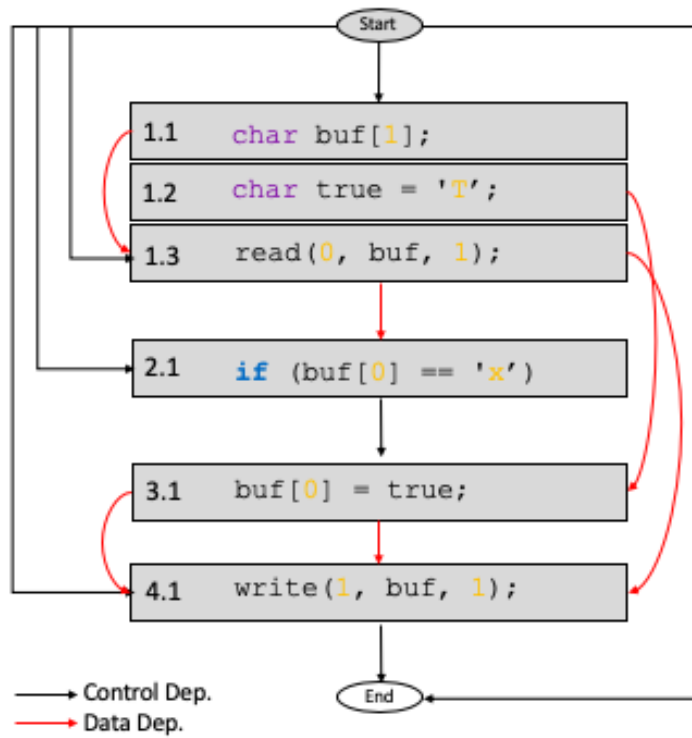 Start
1.1 char buf[1];
1.2 char true = 'T’;
1.3 read(0, buf, 1);
2.1 if (buf[0] == 'x’)
3.1 buf[0] = true;
4.1 write(1, buf, 1);
End
Control Dep.
Data Dep.